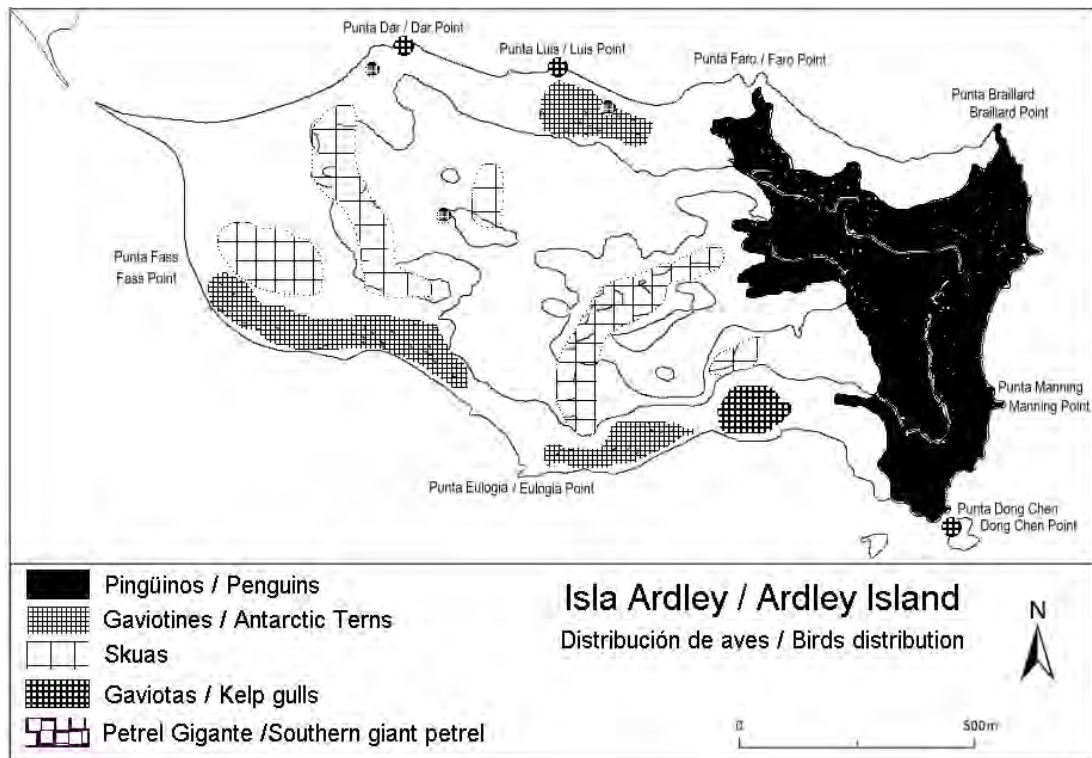 Punta Dar / Dar Point
Punta Luis / Luis Point
Punta Faro / Faro Point
Punta Braillard
Braillard Point
Punta Fass
Fass Point
Punta Manning
Manning Point
Punta Eulogia / Eulogia Point
Punta Dong Chen
Dong Chen Point
Pingüinos / Penguins
Gaviotines / Antarctic Terns
Skuas
Gaviotas / Kelp gulls
Petrel Gigante /Southern giant petrel
Isla Ardley / Ardley Island
Distribución de aves / Birds distribution
N
0 500m